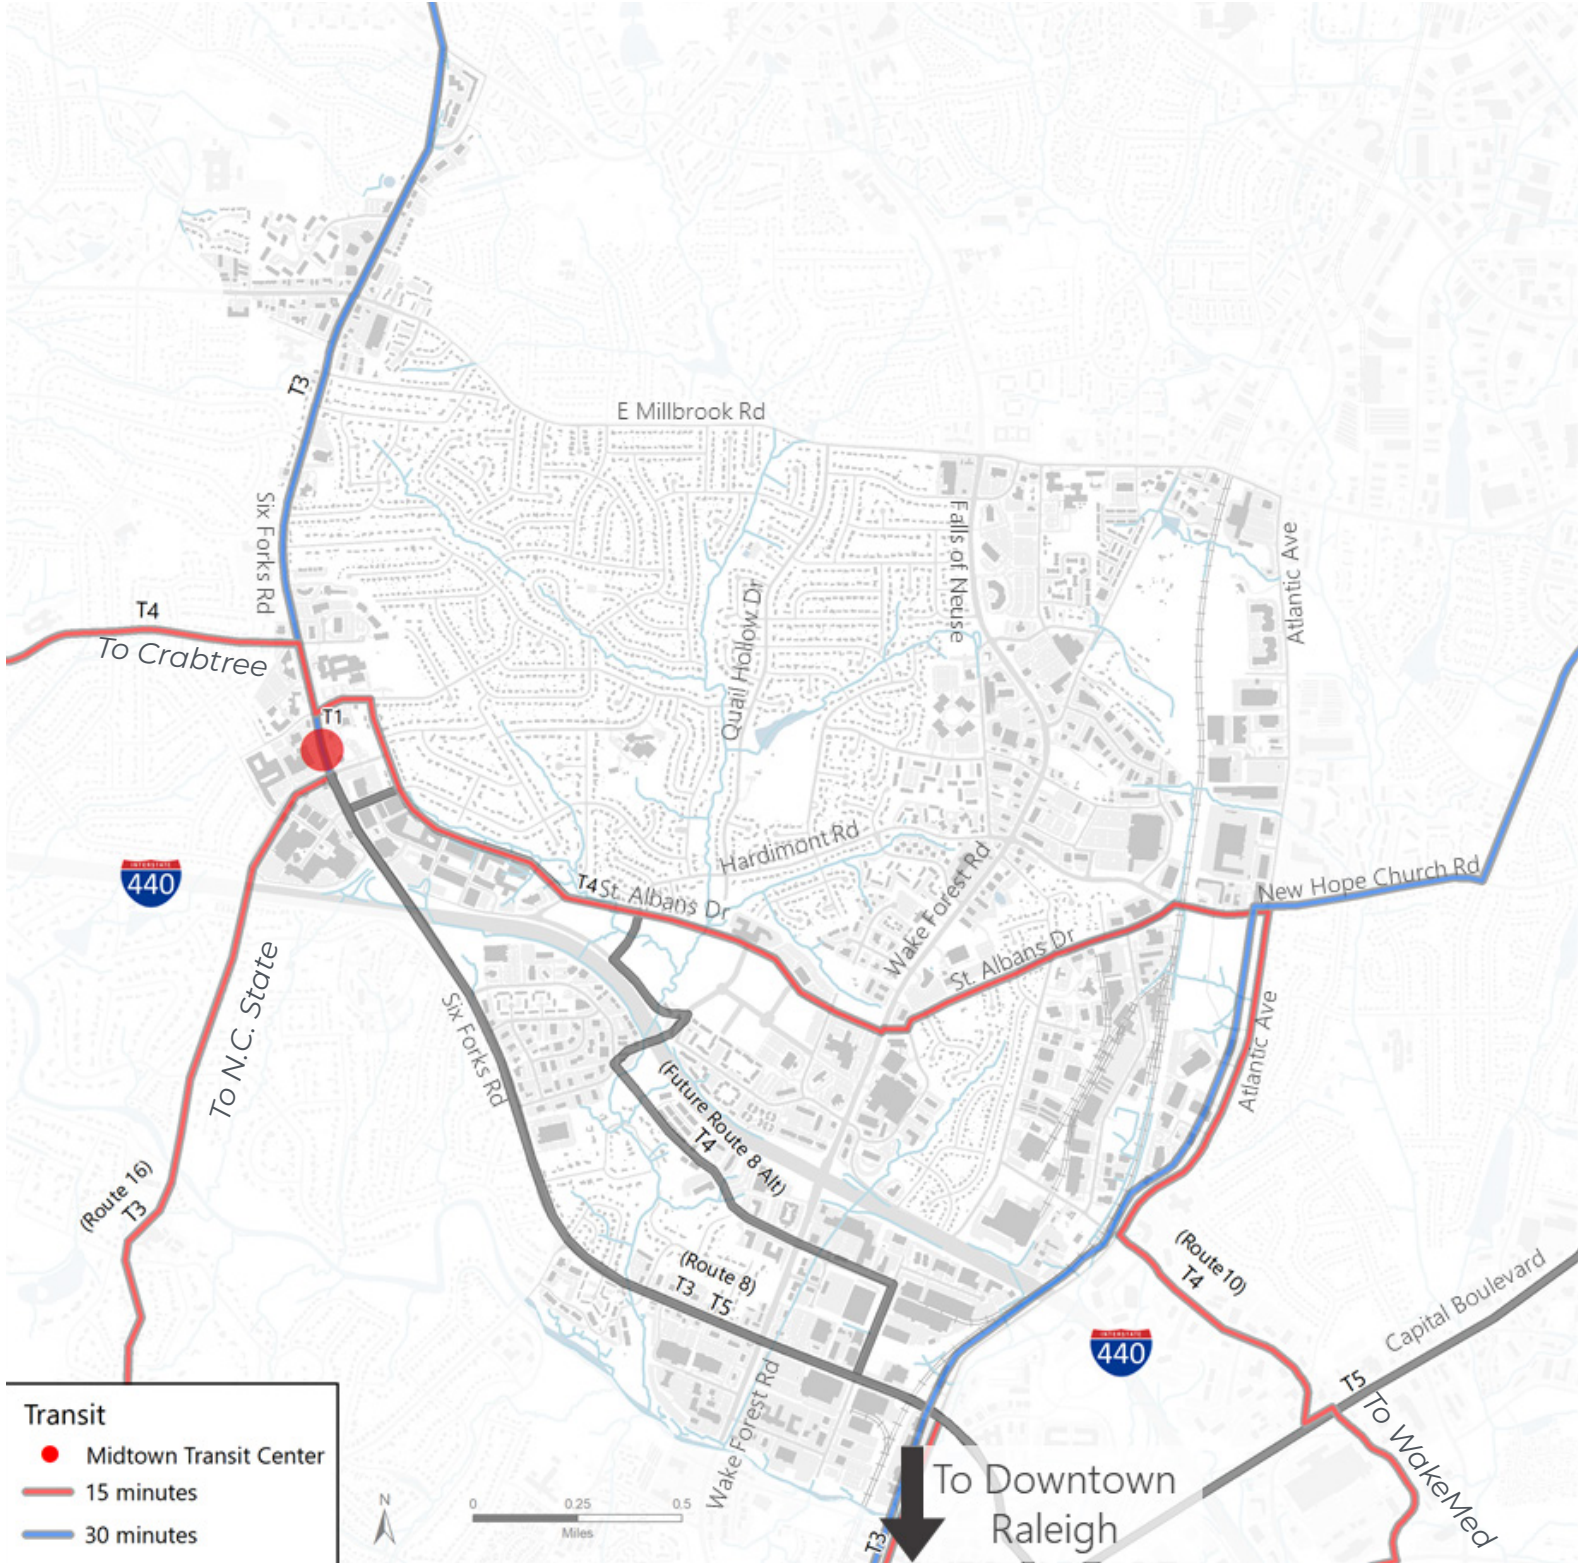 T3
E Millbrook Rd
Six Forks Rd
Falls of Neuse
Atlantic Ave
T4
To Crabtree
Quail Hollow Dr
T1
Hardimont Rd
INTERSTATE
440
T4
St. Albans Dr
Wake Forest Rd
New Hope Church Rd
St. Albans Dr
To N.C. State
Six Forks Rd
Atlantic Ave
(Future Route 8 Alt)
T4
(Route 16)
T3
(Route 8)
T3 T5
(Route 10)
T4
Capital Boulevard
INTERSTATE
440
T5
To WakeMed
Wake Forest Rd
Transit
Midtown Transit Center
15 minutes
30 minutes
N
0 0.25 0.5
Miles
To Downtown
Raleigh
T3